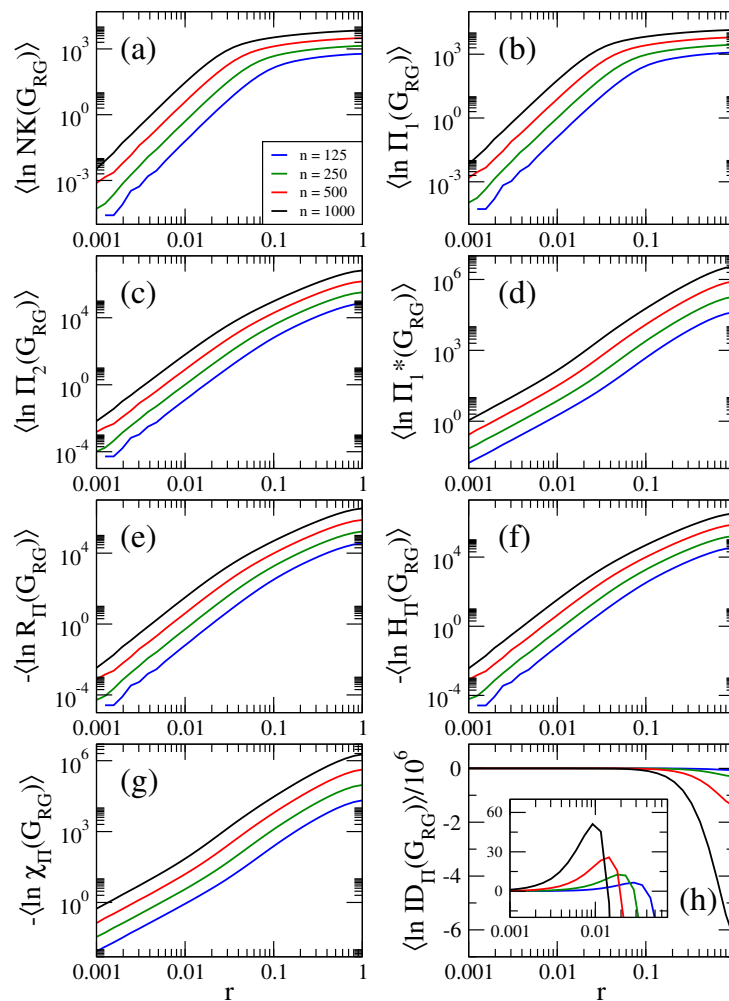 (a)
⟨ln NK(G_RG)⟩
10^3
10^0
10^-3
n = 125
n = 250
n = 500
n = 1000
0.001 0.01 0.1 1
(b)
⟨ln Π_1(G_RG)⟩
10^3
10^0
10^-3
0.001 0.01 0.1
(c)
⟨ln Π_2(G_RG)⟩
10^4
10^0
10^-4
0.001 0.01 0.1 1
(d)
⟨ln Π_1*(G_RG)⟩
10^6
10^3
10^0
0.001 0.01 0.1
(e)
-⟨ln R_Π(G_RG)⟩
10^4
10^0
10^-4
0.001 0.01 0.1 1
(f)
-⟨ln H_Π(G_RG)⟩
10^4
10^0
10^-4
0.001 0.01 0.1
(g)
-⟨ln χ_Π(G_RG)⟩
10^6
10^3
10^0
0.001 0.01 0.1 1
r
(h)
⟨ln ID_Π(G_RG)⟩/10^6
0
-2
-4
-6
60
30
0
0.001 0.01
0.001 0.01 0.1
r